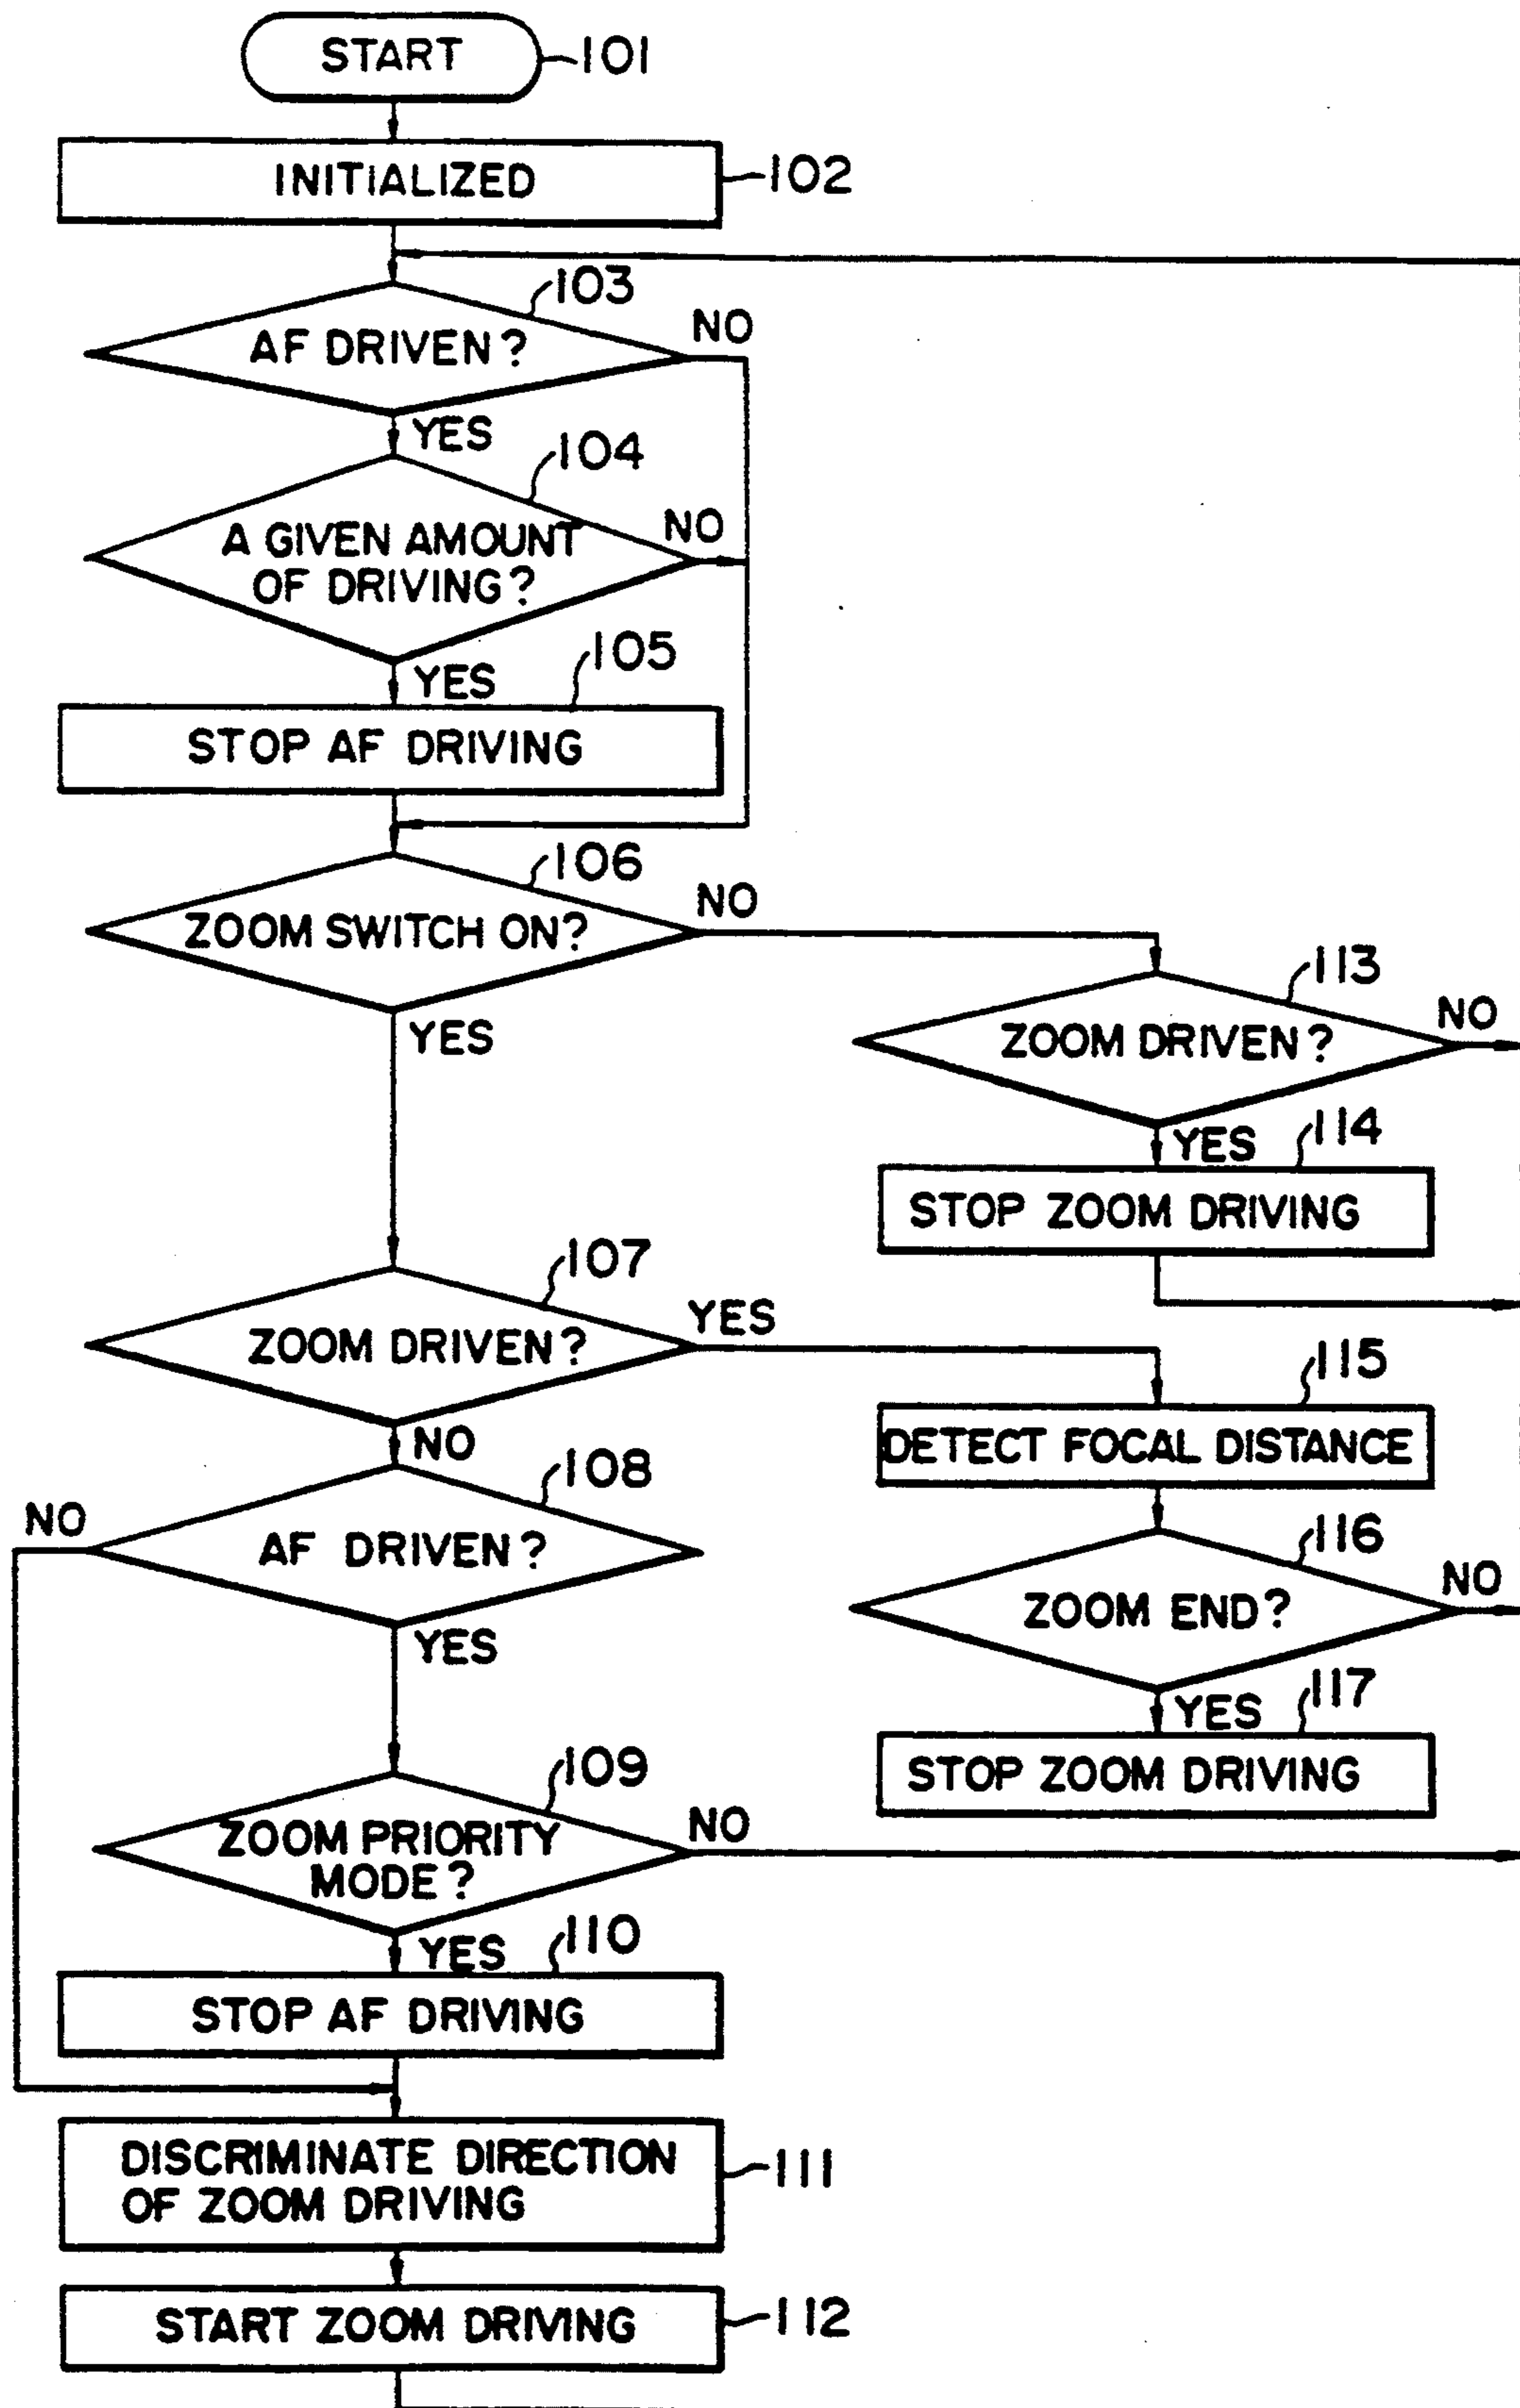 START
101
INITIALIZED
102
103
AF DRIVEN?
NO
YES
104
A GIVEN AMOUNT
OF DRIVING?
NO
YES
105
STOP AF DRIVING
106
ZOOM SWITCH ON?
NO
YES
113
ZOOM DRIVEN?
NO
YES
114
STOP ZOOM DRIVING
107
ZOOM DRIVEN?
YES
NO
115
DETECT FOCAL DISTANCE
108
AF DRIVEN?
NO
YES
116
ZOOM END?
NO
YES
117
STOP ZOOM DRIVING
109
ZOOM PRIORITY
MODE?
NO
YES
110
STOP AF DRIVING
DISCRIMINATE DIRECTION
OF ZOOM DRIVING
111
START ZOOM DRIVING
112